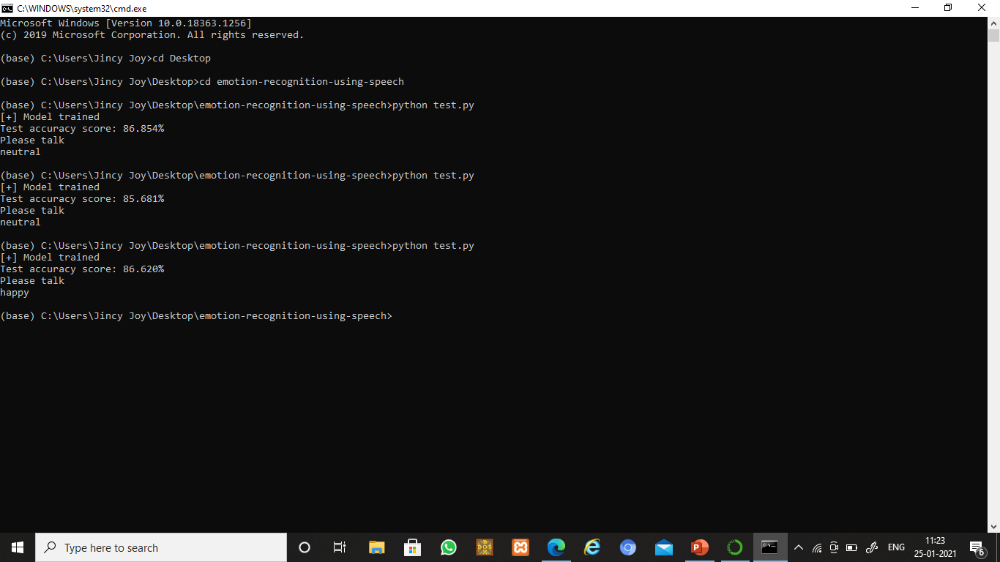 C:\WINDOWS\system32\cmd.exe
Microsoft Windows [Version 10.0.18363.1256]
(c) 2019 Microsoft Corporation. All rights reserved.
(base) C:\Users\Jincy Joy>cd Desktop
(base) C:\Users\Jincy Joy\Desktop>cd emotion-recognition-using-speech
(base) C:\Users\Jincy Joy\Desktop\emotion-recognition-using-speech>python test.py
[+] Model trained
Test accuracy score: 86.854%
Please talk
neutral
(base) C:\Users\Jincy Joy\Desktop\emotion-recognition-using-speech>python test.py
[+] Model trained
Test accuracy score: 85.681%
Please talk
neutral
(base) C:\Users\Jincy Joy\Desktop\emotion-recognition-using-speech>python test.py
[+] Model trained
Test accuracy score: 86.620%
Please talk
happy
(base) C:\Users\Jincy Joy\Desktop\emotion-recognition-using-speech>
Type here to search
ENG
11:23
25-01-2021
6